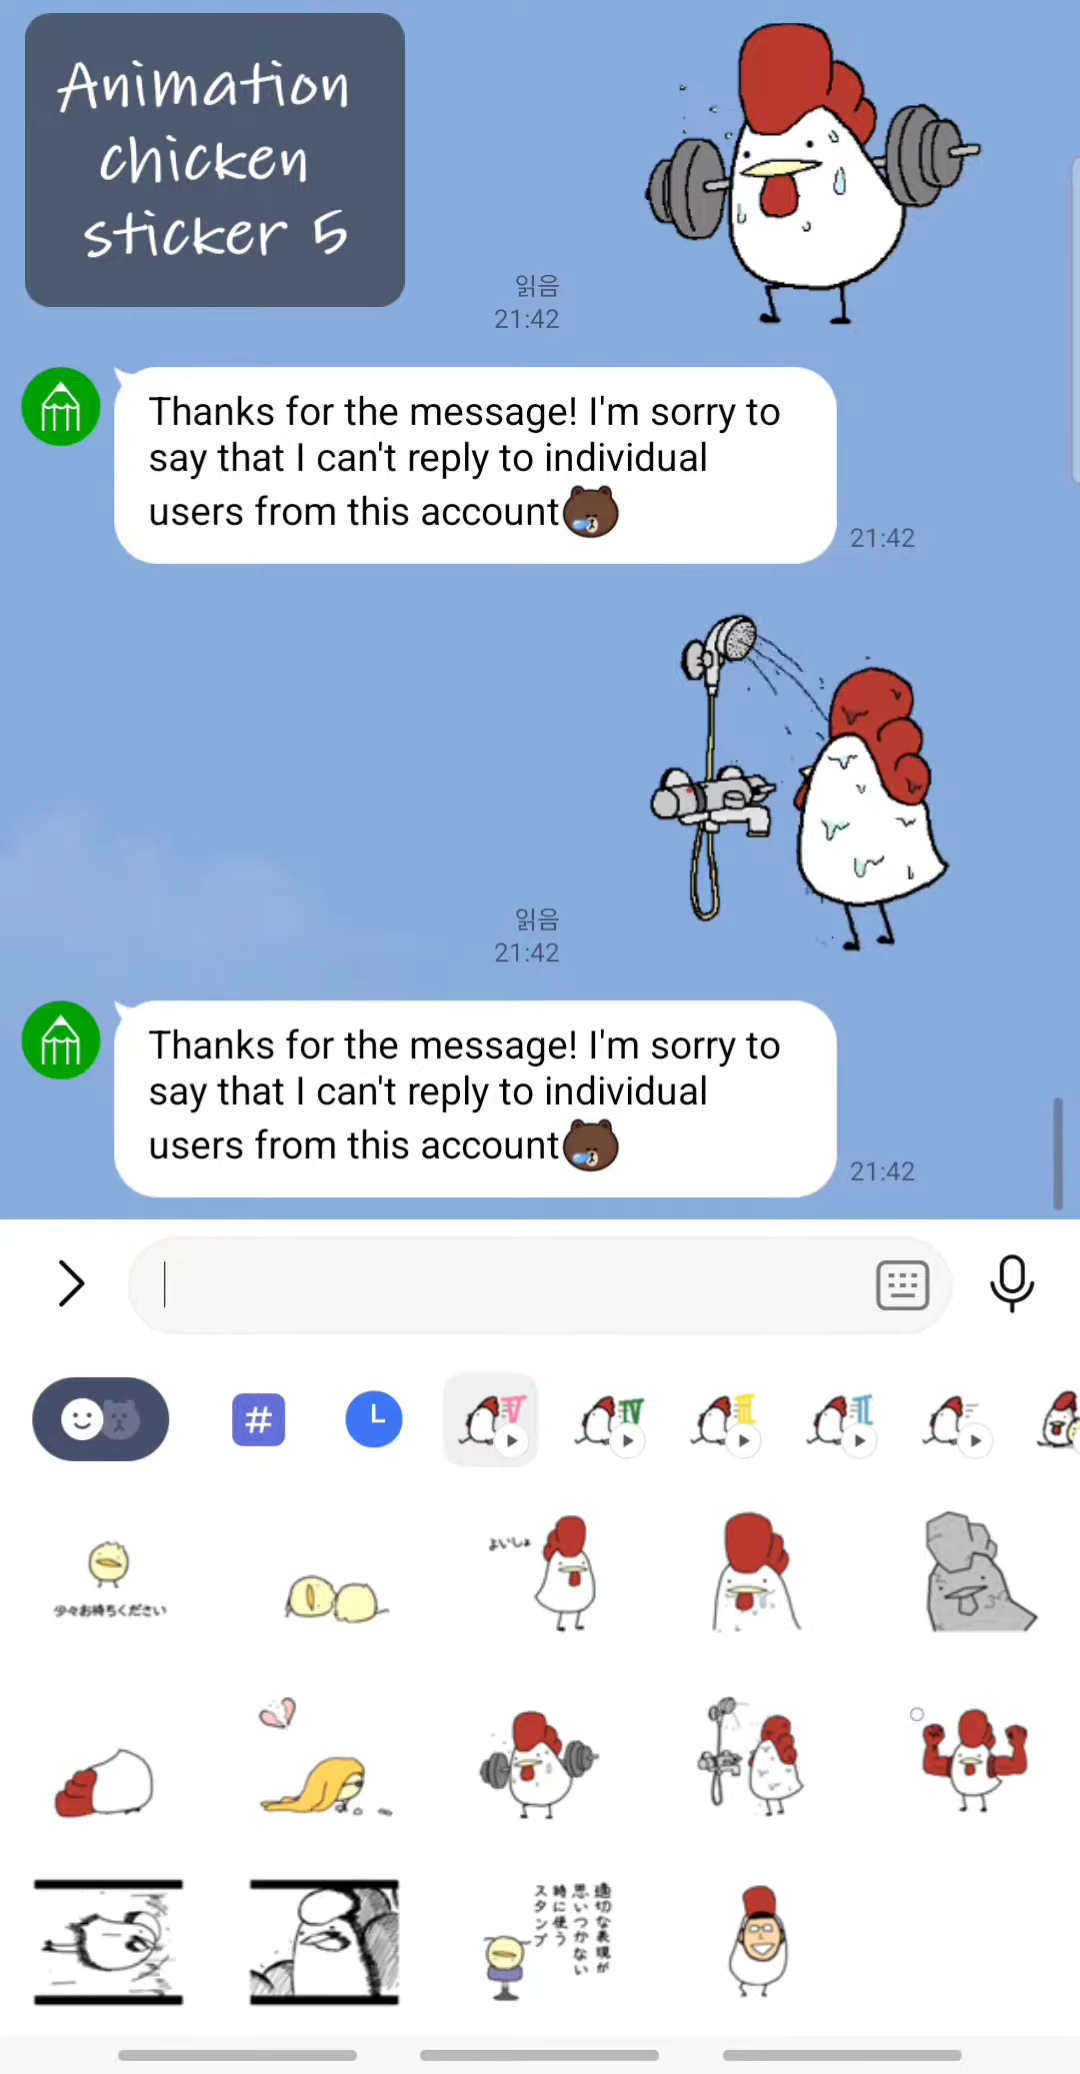 Animation
chicken
sticker 5
읽음
21:42
Thanks for the message! I'm sorry to
say that I can't reply to individual
users from this account
21:42
읽음
21:42
Thanks for the message! I'm sorry to
say that I can't reply to individual
users from this account
21:42
#
V
IV
III
II
よいしょ
少々お待ちください
適切な表現が
思いつかない
時に使う
スタンプ